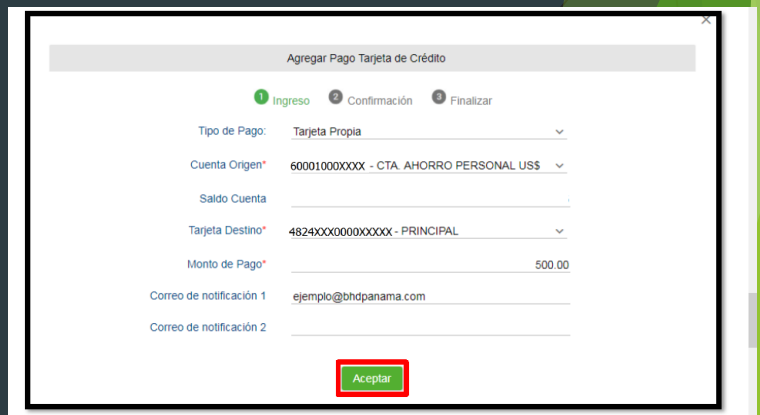 ×
Agregar Pago Tarjeta de Crédito
1 Ingreso 2 Confirmación 3 Finalizar
Tipo de Pago: Tarjeta Propia
Cuenta Origen* 60001000XXXX - CTA. AHORRO PERSONAL US$
Saldo Cuenta
Tarjeta Destino* 4824XXX0000XXXXX - PRINCIPAL
Monto de Pago* 500.00
Correo de notificación 1 ejemplo@bhdpanama.com
Correo de notificación 2
Aceptar